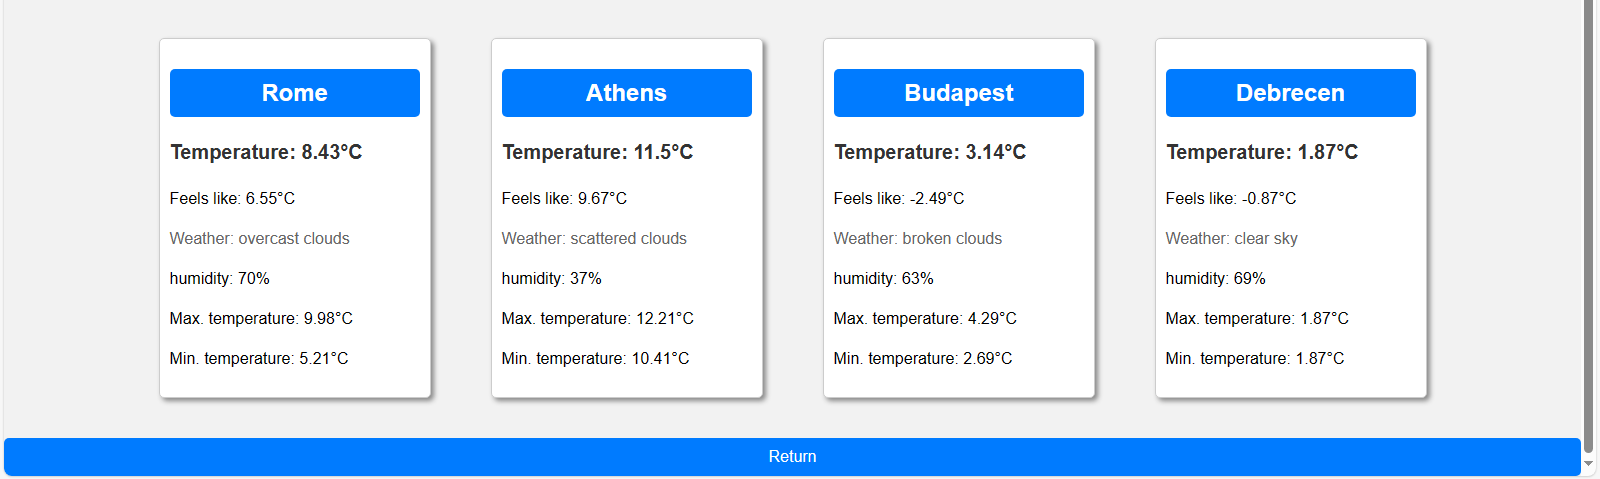 Rome
Temperature: 8.43°C
Feels like: 6.55°C
Weather: overcast clouds
humidity: 70%
Max. temperature: 9.98°C
Min. temperature: 5.21°C
Athens
Temperature: 11.5°C
Feels like: 9.67°C
Weather: scattered clouds
humidity: 37%
Max. temperature: 12.21°C
Min. temperature: 10.41°C
Budapest
Temperature: 3.14°C
Feels like: -2.49°C
Weather: broken clouds
humidity: 63%
Max. temperature: 4.29°C
Min. temperature: 2.69°C
Debrecen
Temperature: 1.87°C
Feels like: -0.87°C
Weather: clear sky
humidity: 69%
Max. temperature: 1.87°C
Min. temperature: 1.87°C
Return